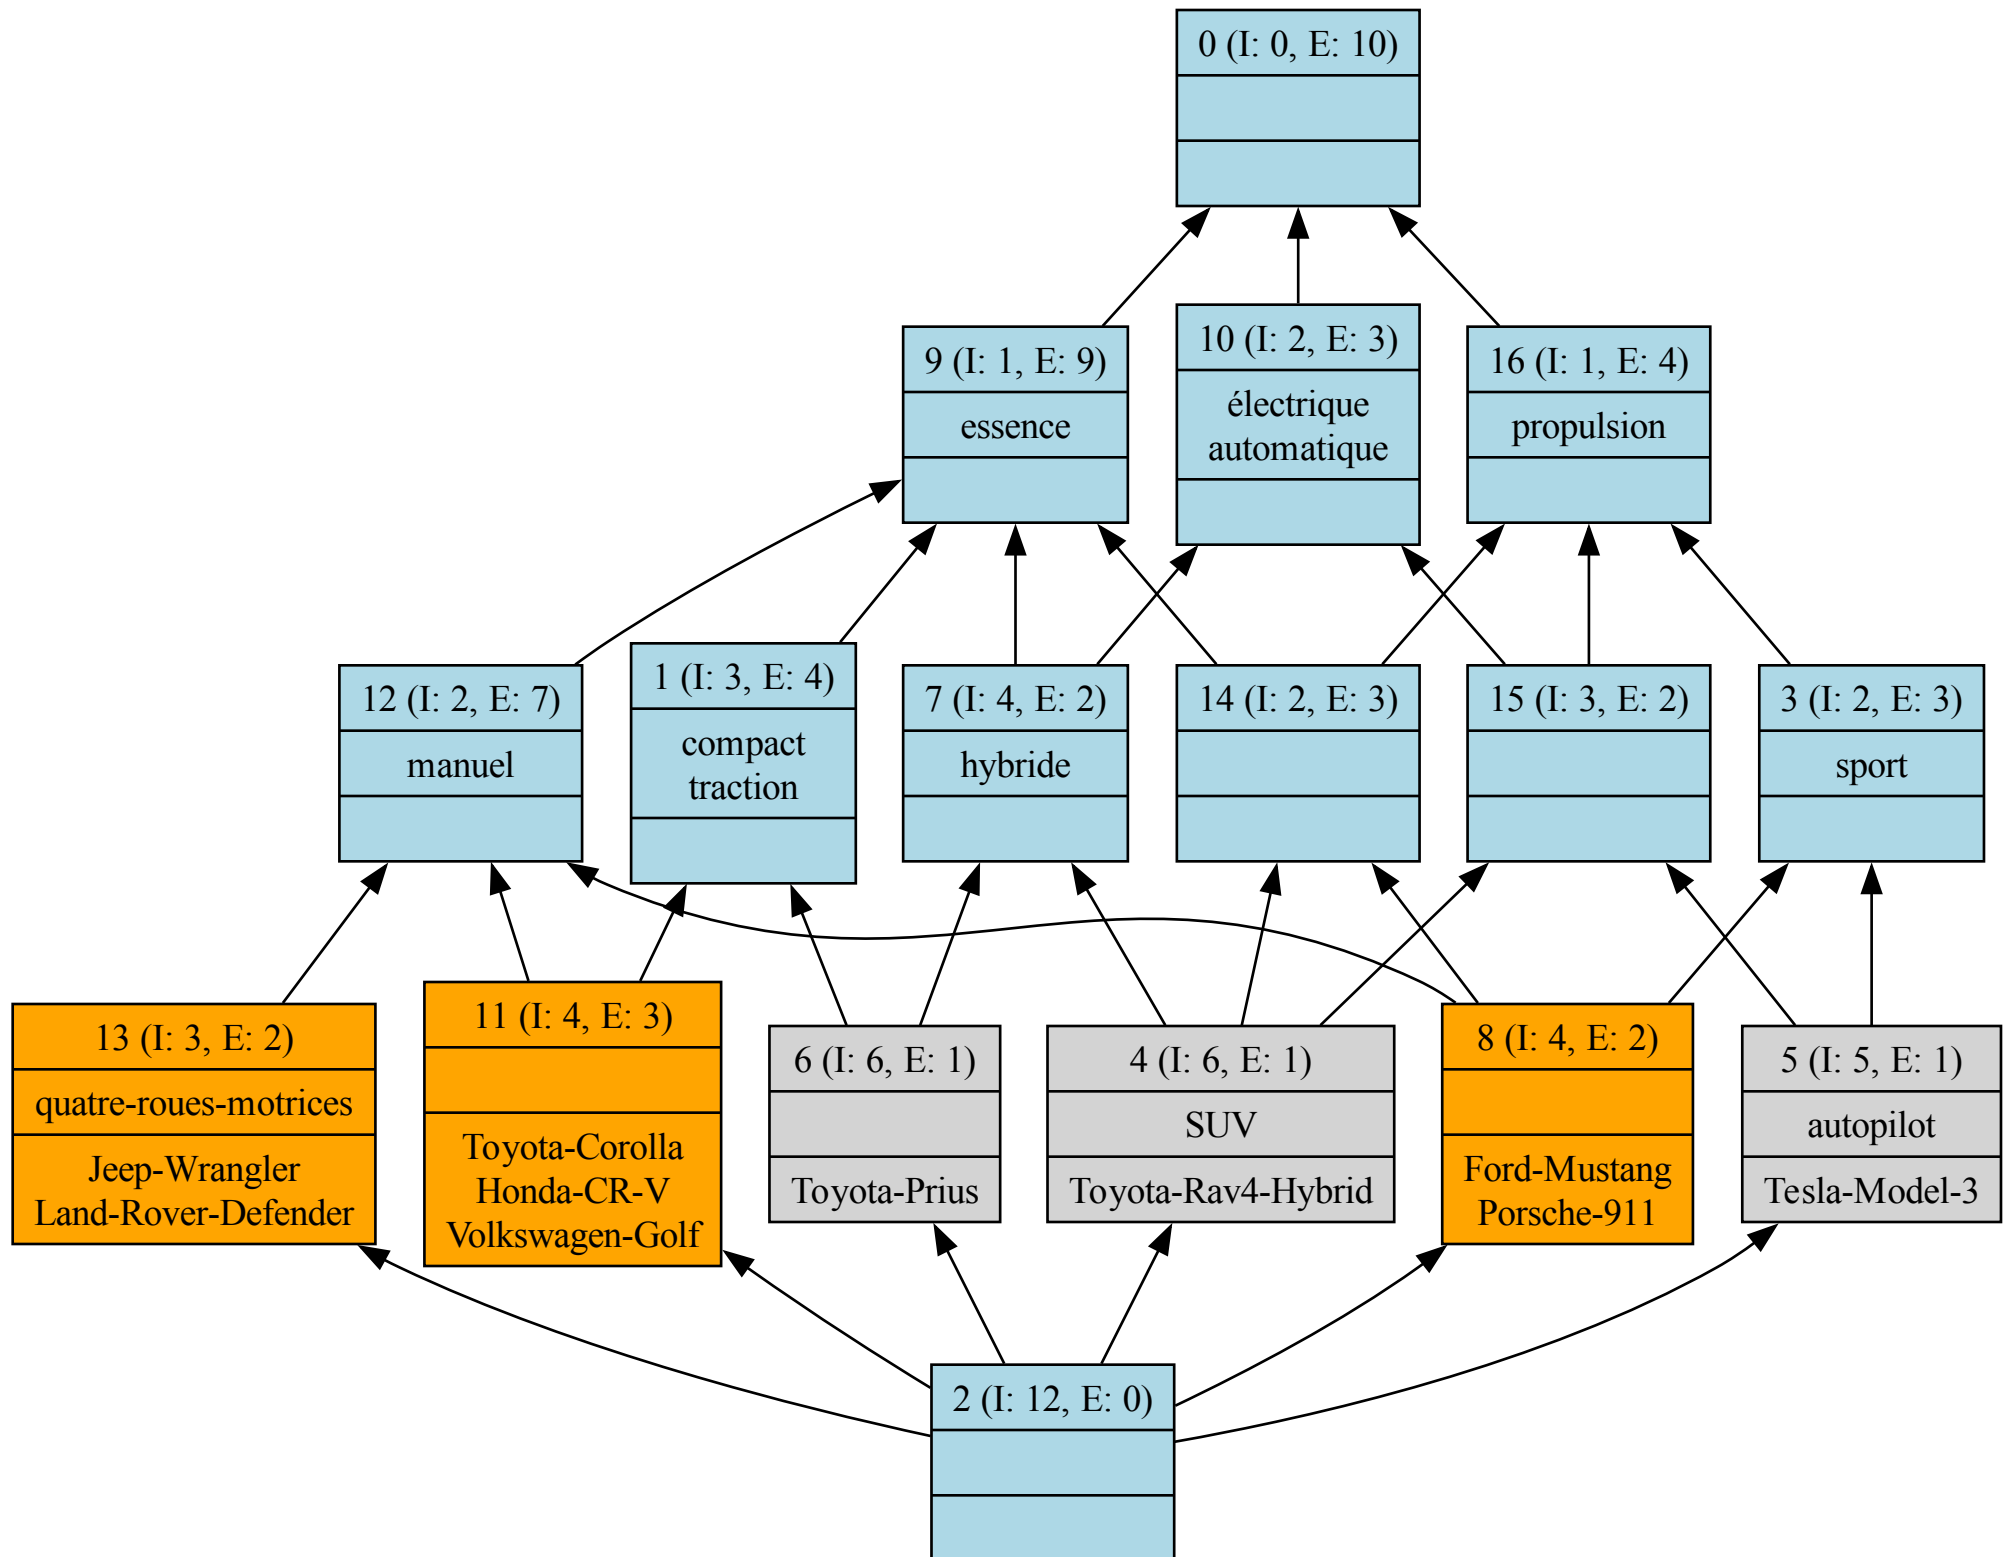 0 (I: 0, E: 10)
9 (I: 1, E: 9)
essence
10 (I: 2, E: 3)
électrique
automatique
16 (I: 1, E: 4)
propulsion
12 (I: 2, E: 7)
manuel
1 (I: 3, E: 4)
compact
traction
7 (I: 4, E: 2)
hybride
14 (I: 2, E: 3)
15 (I: 3, E: 2)
3 (I: 2, E: 3)
sport
13 (I: 3, E: 2)
quatre-roues-motrices
Jeep-Wrangler
Land-Rover-Defender
11 (I: 4, E: 3)
Toyota-Corolla
Honda-CR-V
Volkswagen-Golf
6 (I: 6, E: 1)
Toyota-Prius
4 (I: 6, E: 1)
SUV
Toyota-Rav4-Hybrid
8 (I: 4, E: 2)
Ford-Mustang
Porsche-911
5 (I: 5, E: 1)
autopilot
Tesla-Model-3
2 (I: 12, E: 0)